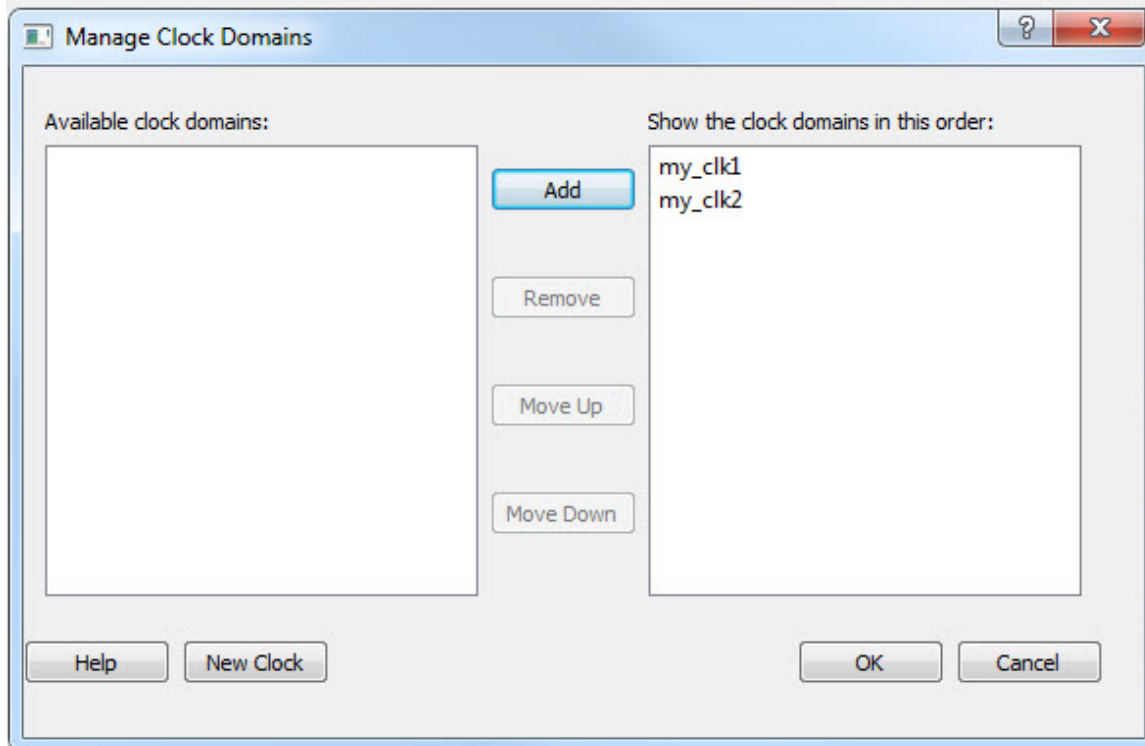 Manage Clock Domains
Available clock domains:
Show the clock domains in this order:
my_clk1
my_clk2
Add
Remove
Move Up
Move Down
Help
New Clock
OK
Cancel